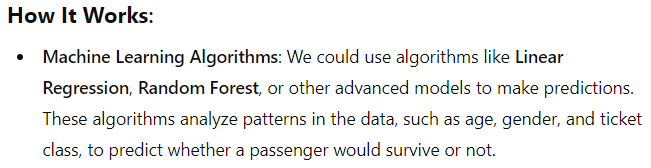 How It Works:
• Machine Learning Algorithms: We could use algorithms like Linear
Regression, Random Forest, or other advanced models to make predictions.
These algorithms analyze patterns in the data, such as age, gender, and ticket
class, to predict whether a passenger would survive or not.